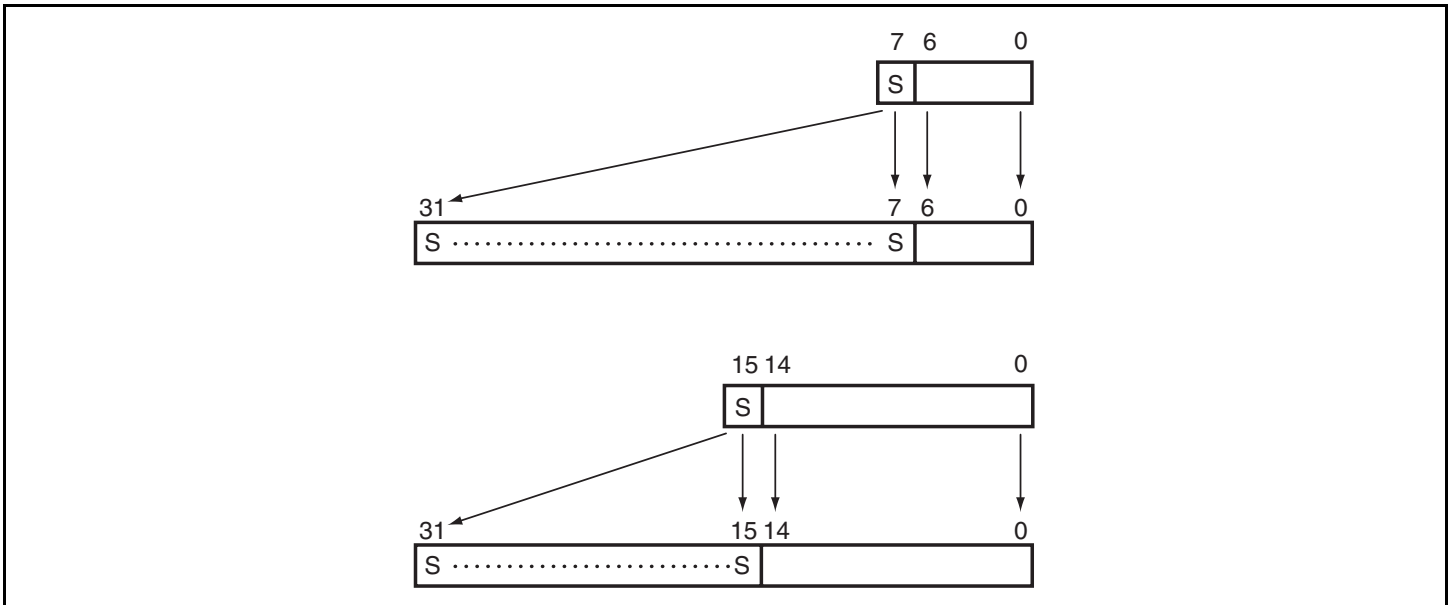 7 6 0
S
31 7 6 0
S ........................................ S
15 14 0
S
31 15 14 0
S ..........................S